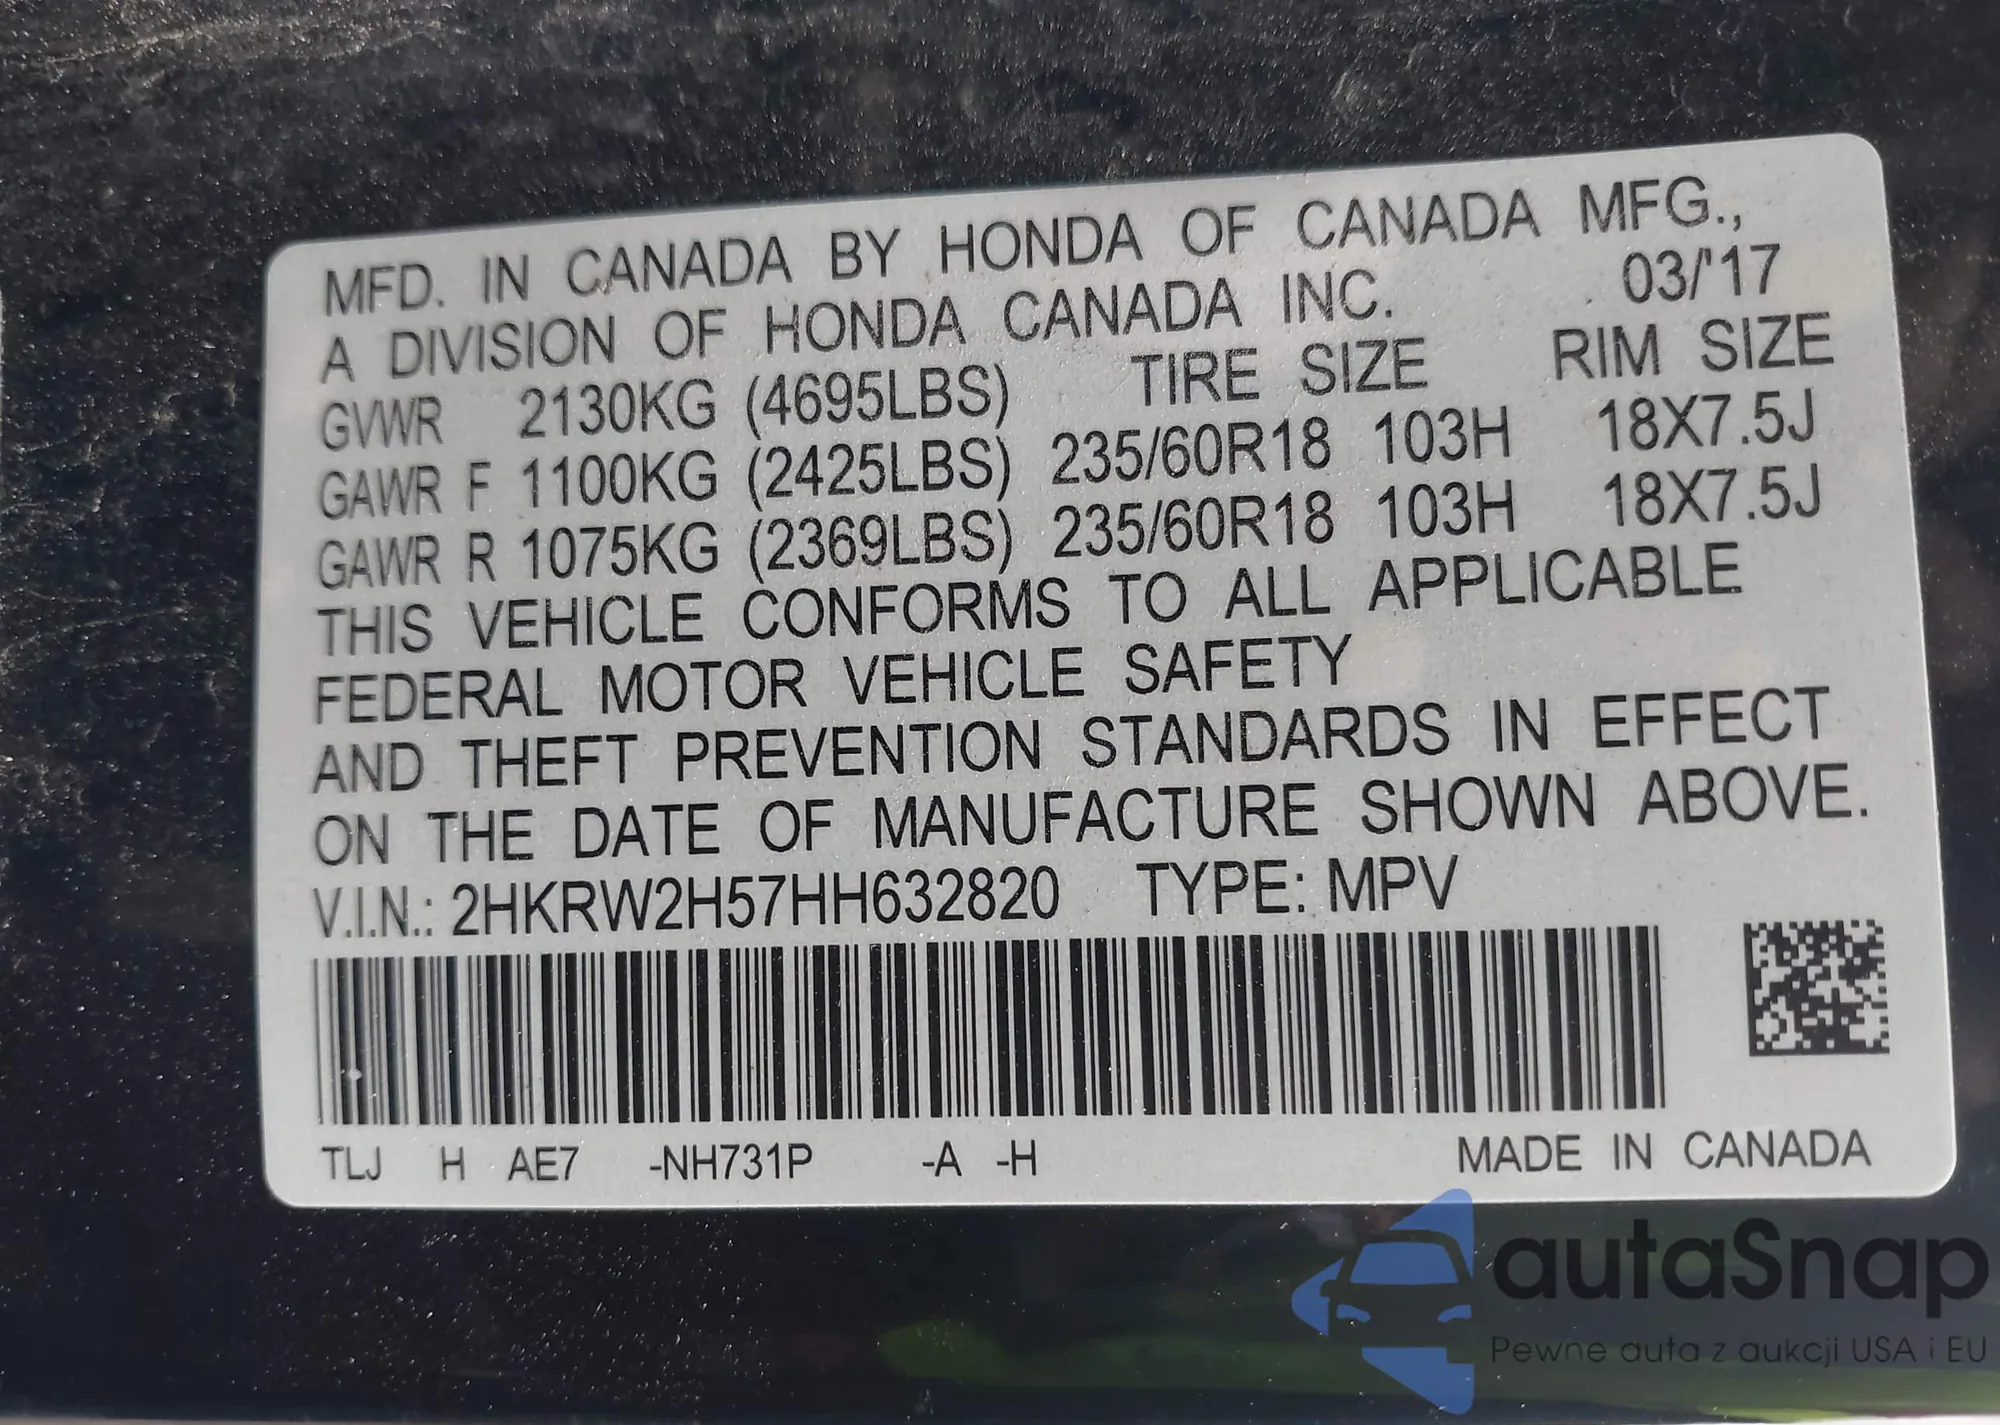 MFD. IN CANADA BY HONDA OF CANADA MFG.,
A DIVISION OF HONDA CANADA INC. 03/'17
GVWR 2130KG (4695LBS) TIRE SIZE RIM SIZE
GAWR F 1100KG (2425LBS) 235/60R18 103H 18X7.5J
GAWR R 1075KG (2369LBS) 235/60R18 103H 18X7.5J
THIS VEHICLE CONFORMS TO ALL APPLICABLE
FEDERAL MOTOR VEHICLE SAFETY
AND THEFT PREVENTION STANDARDS IN EFFECT
ON THE DATE OF MANUFACTURE SHOWN ABOVE.
V.I.N.: 2HKRW2H57HH632820 TYPE: MPV
TLJ H AE7 -NH731P -A -H MADE IN CANADA
autaSnap
Pewne auta z aukcji USA i EU